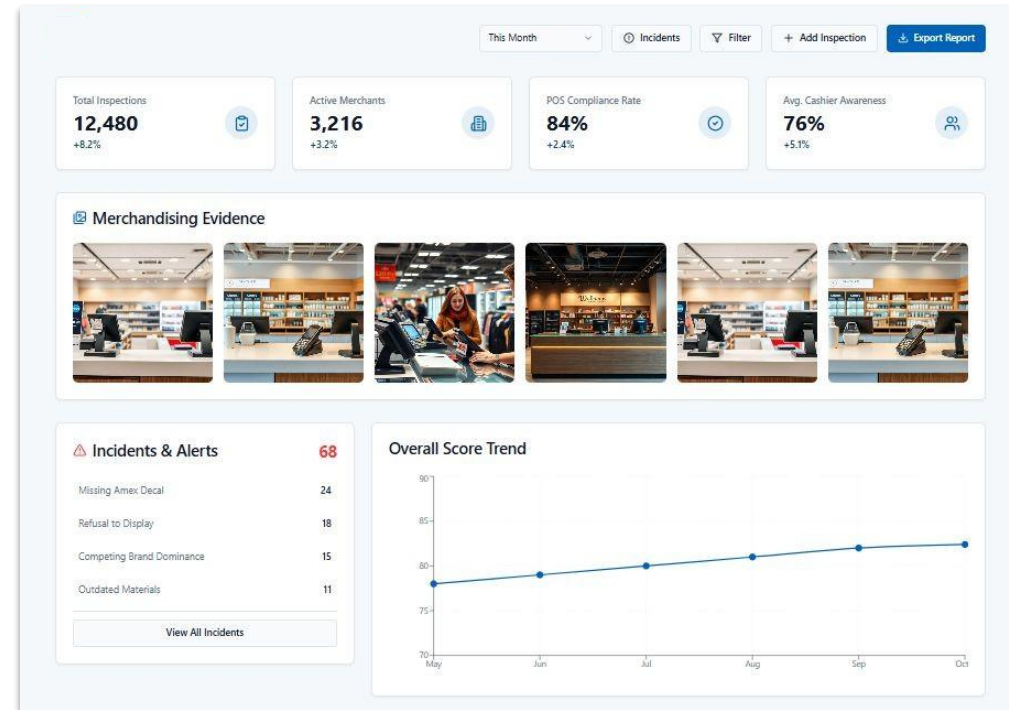 This Month
Incidents
Filter
+ Add Inspection
Export Report
Total Inspections
12,480
+8.2%
Active Merchants
3,216
+3.2%
POS Compliance Rate
84%
+2.4%
Avg. Cashier Awareness
76%
+5.1%
Merchandising Evidence
Incidents & Alerts
68
Missing Amex Decal
24
Refusal to Display
18
Competing Brand Dominance
15
Outdated Materials
11
View All Incidents
Overall Score Trend
90
85
80
75
70
May
Jun
Jul
Aug
Sep
Oct